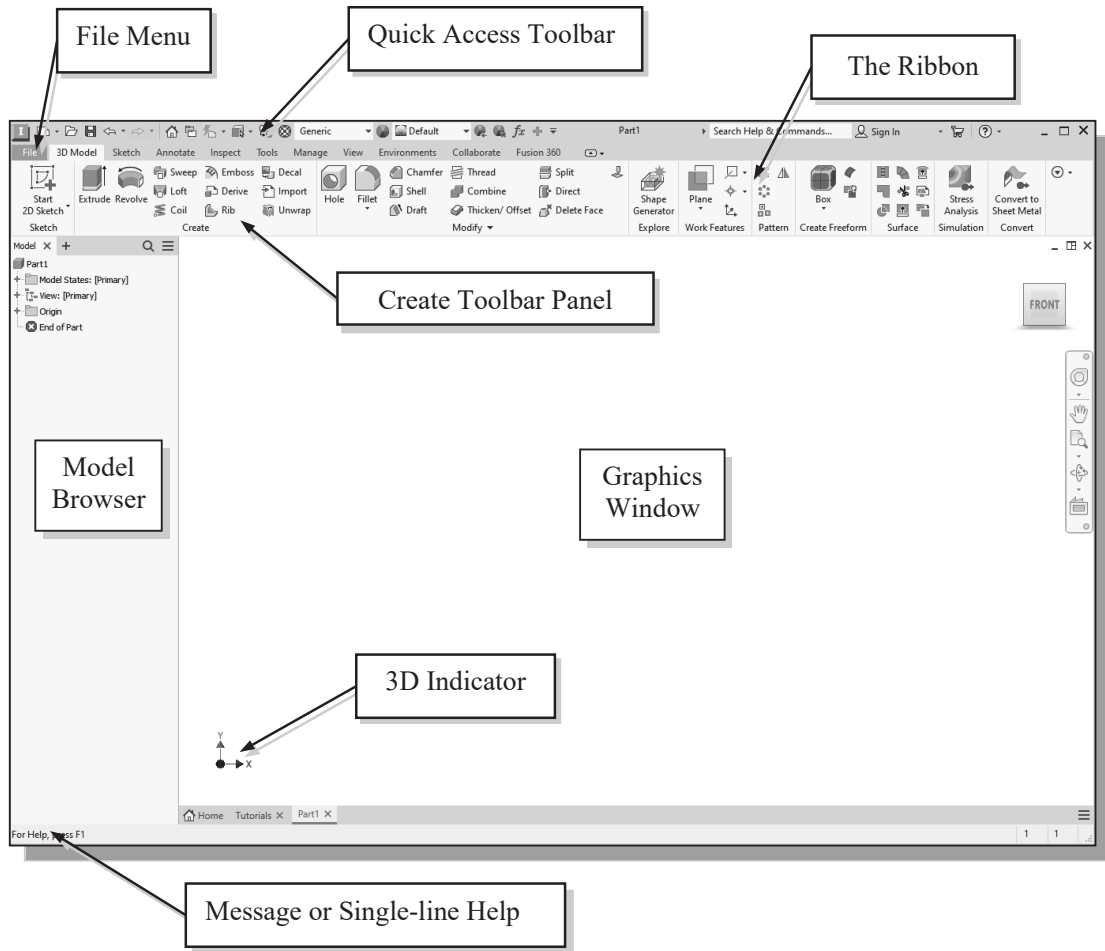 File Menu
Quick Access Toolbar
The Ribbon
Generic
Default
fx
Part1
Search Help & Commands...
Sign In
File
3D Model
Sketch
Annotate
Inspect
Tools
Manage
View
Environments
Collaborate
Fusion 360
Start
2D Sketch
Extrude
Revolve
Sweep
Emboss
Decal
Loft
Derive
Import
Coil
Rib
Unwrap
Hole
Fillet
Chamfer
Thread
Split
Shell
Combine
Direct
Draft
Thicken/ Offset
Delete Face
Shape
Generator
Plane
Box
Stress
Analysis
Convert to
Sheet Metal
Sketch
Create
Modify
Explore
Work Features
Pattern
Create Freeform
Surface
Simulation
Convert
Model
Part1
Model States: [Primary]
View: [Primary]
Origin
End of Part
Create Toolbar Panel
FRONT
Model
Browser
Graphics
Window
3D Indicator
Y
X
Home
Tutorials
Part1
For Help, press F1
1
1
Message or Single-line Help